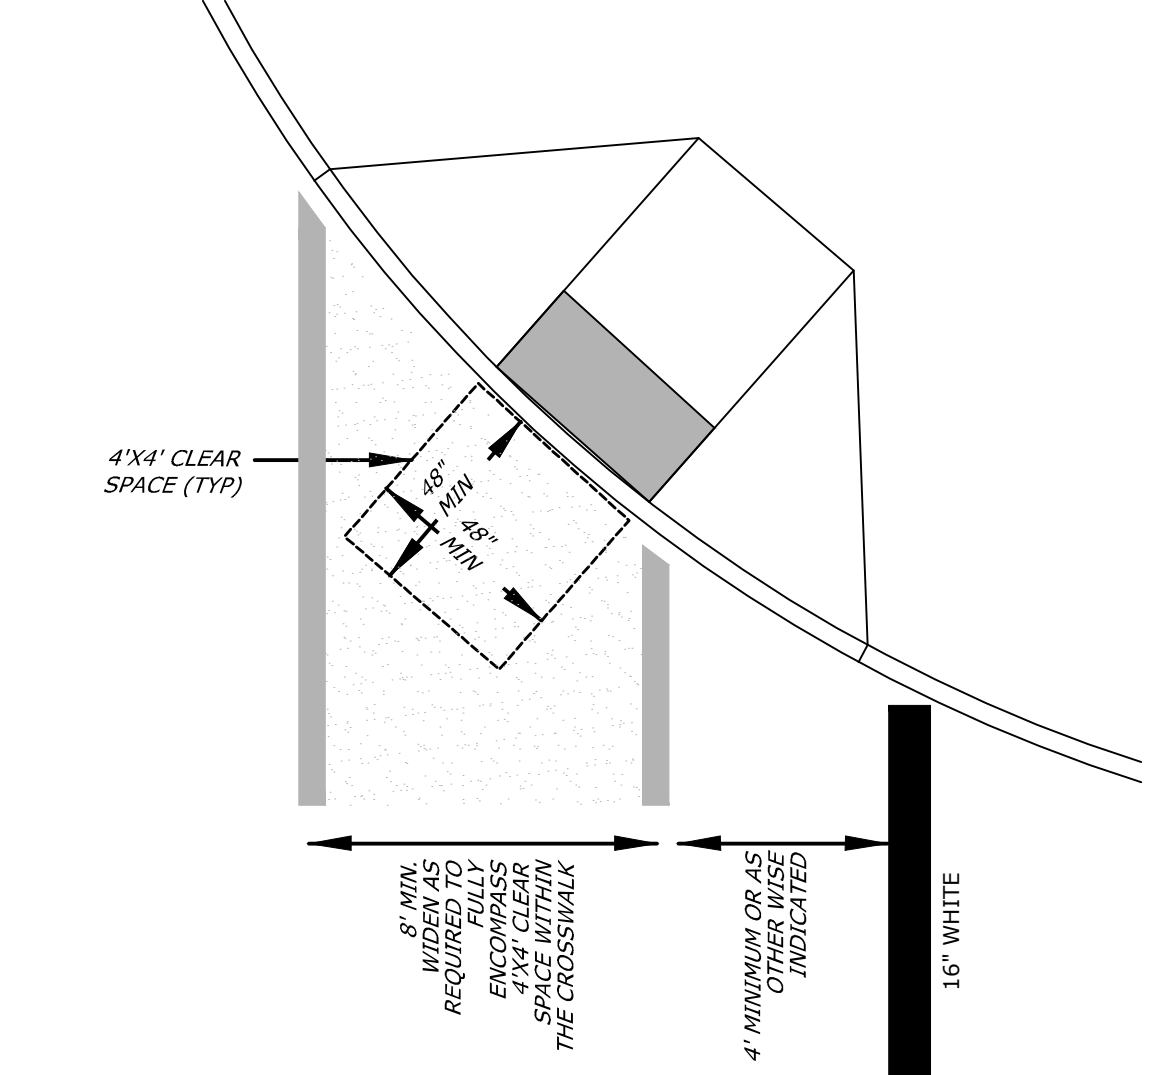 4'X4' CLEAR
SPACE (TYP)
48"
MIN
48"
MIN
8' MIN.
WIDEN AS
REQUIRED TO
FULLY
ENCOMPASS
4'X4' CLEAR
SPACE WITHIN
THE CROSSWALK
4' MINIMUM OR AS
OTHER WISE
INDICATED
16" WHITE